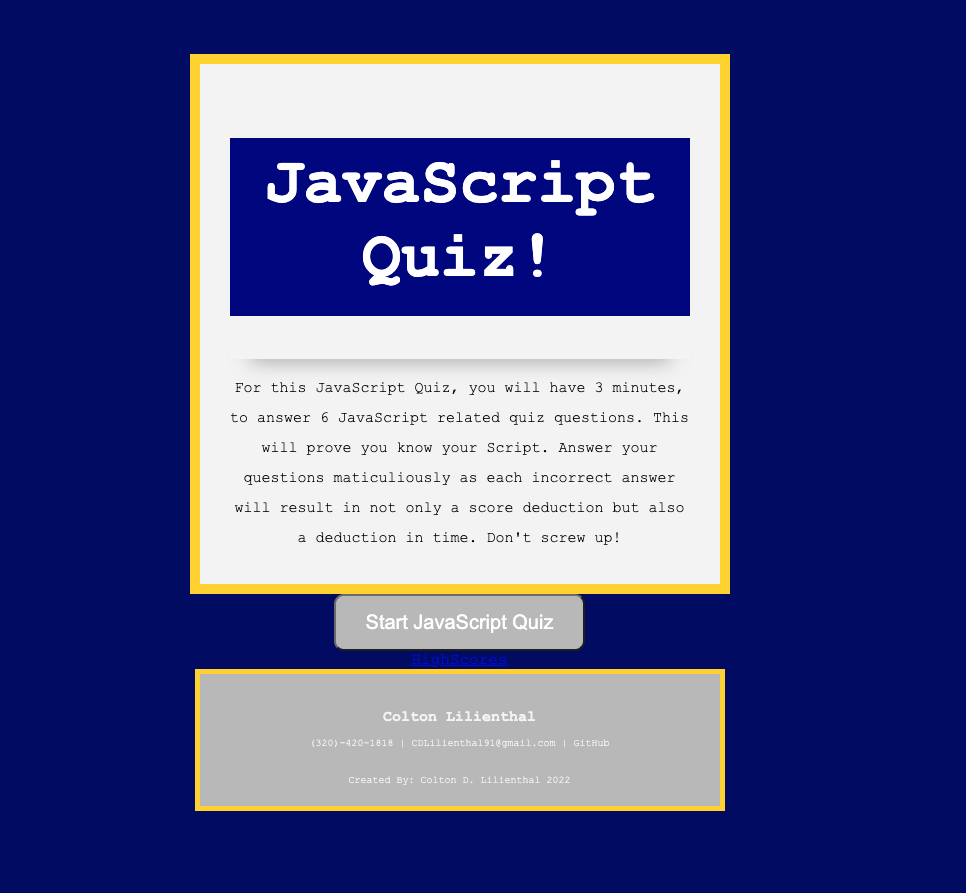 JavaScript
Quiz!
For this JavaScript Quiz, you will have 3 minutes,
to answer 6 JavaScript related quiz questions. This
will prove you know your Script. Answer your
questions maticuliously as each incorrect answer
will result in not only a score deduction but also
a deduction in time. Don't screw up!
Start JavaScript Quiz
HighScores
Colton Lilienthal
(320)-420-1818 | CDLilienthal91@gmail.com | GitHub
Created By: Colton D. Lilienthal 2022